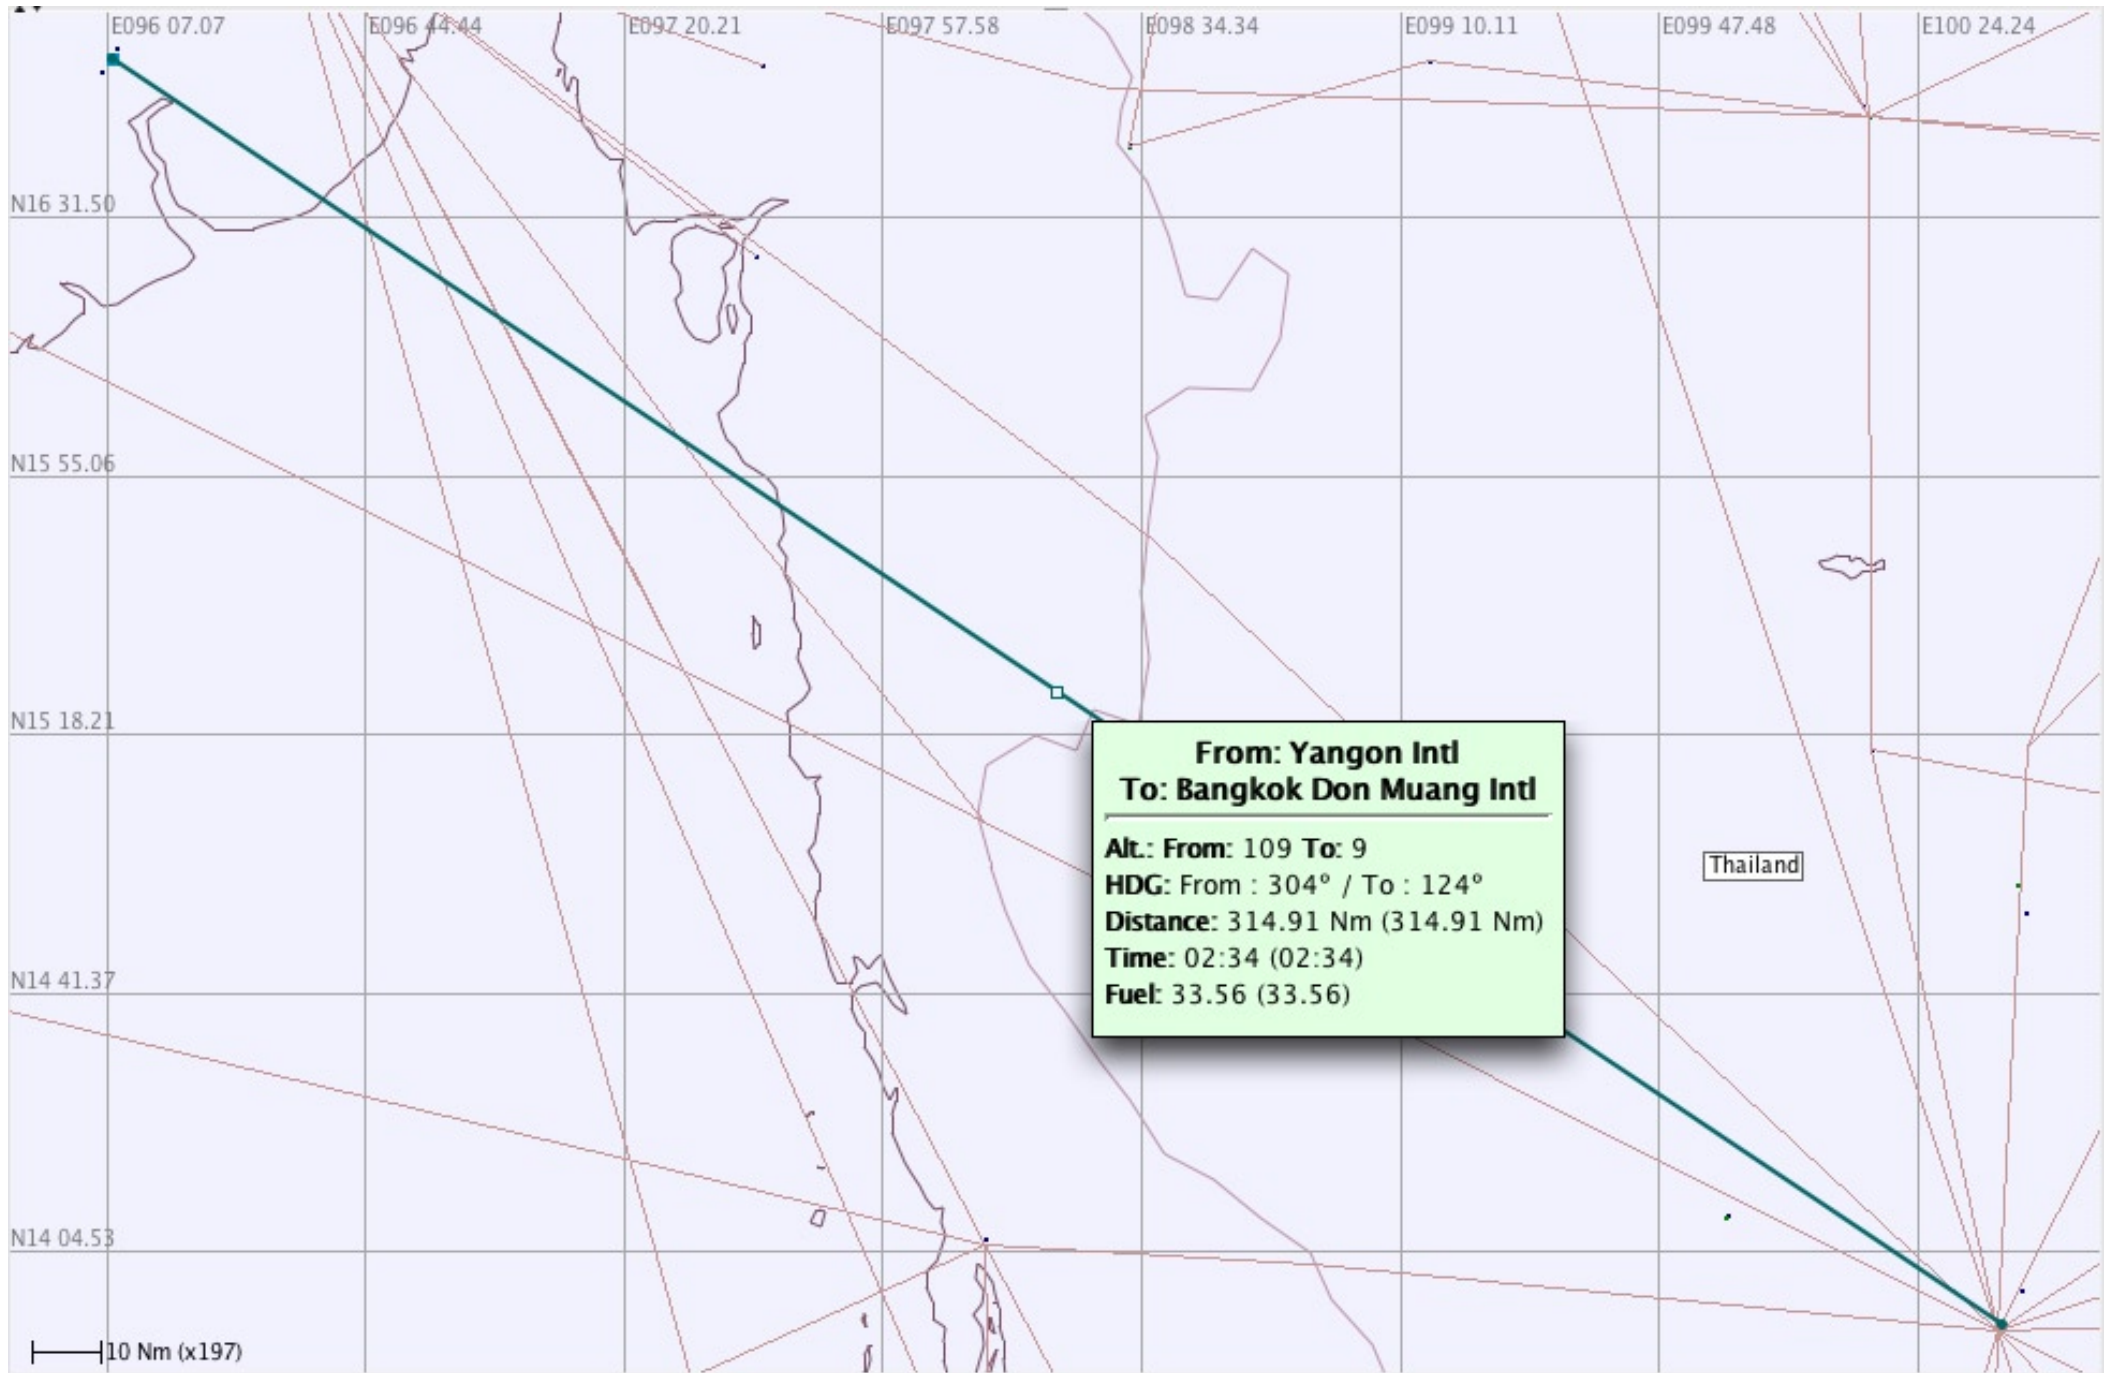 E096 07.07
E096 44.44
E097 20.21
E097 57.58
E098 34.34
E099 10.11
E099 47.48
E100 24.24
N16 31.50
N15 55.06
N15 18.21
From: Yangon Intl
To: Bangkok Don Muang Intl
Alt.: From: 109 To: 9
HDG: From : 304° / To : 124°
Distance: 314.91 Nm (314.91 Nm)
Time: 02:34 (02:34)
Fuel: 33.56 (33.56)
Thailand
N14 41.37
N14 04.53
10 Nm (x197)